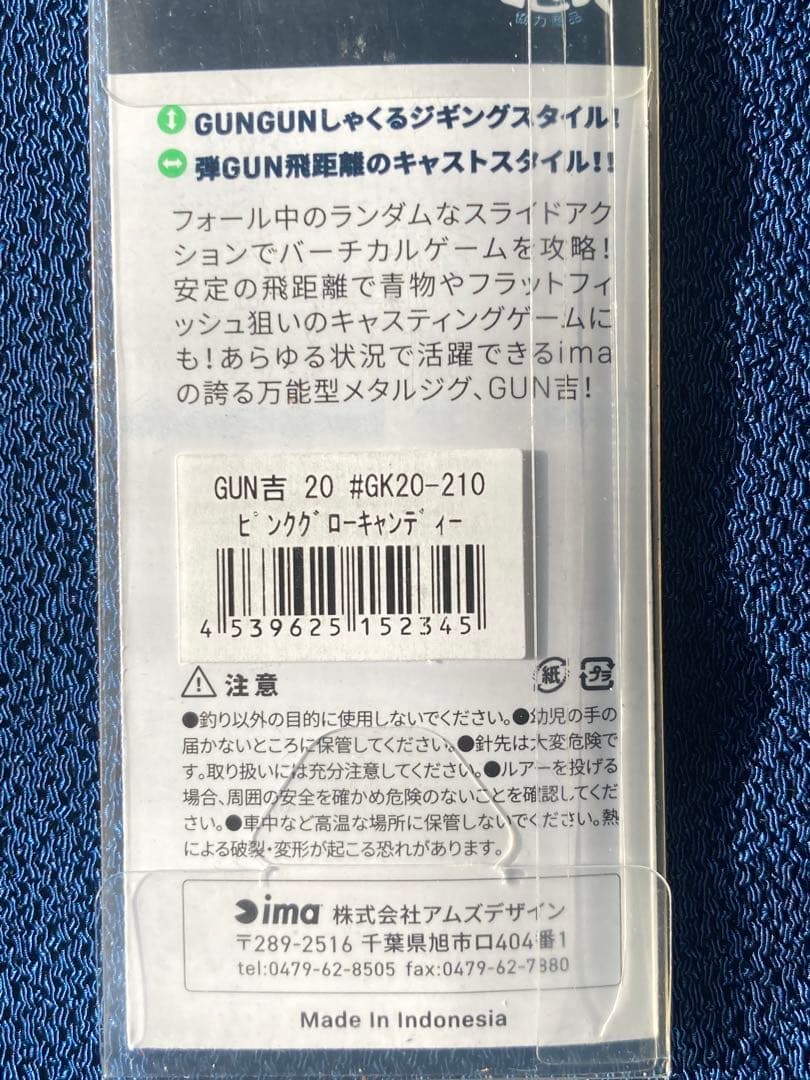 協力商品
GUNGUNしゃくるジギングスタイル!
弾GUN飛距離のキャストスタイル!!
フォール中のランダムなスライドアク
ションでバーチカルゲームを攻略!
安定の飛距離で青物やフラットフィ
ッシュ狙いのキャスティングゲームに
も!あらゆる状況で活躍できるima
の誇る万能型メタルジグ、GUN吉!
GUN吉 20 #GK20-210
ピンクグローキャンディー
4 539625 152345
注意
紙 プラ
●釣り以外の目的に使用しないでください。●幼児の手の
届かないところに保管してください。●針先は大変危険で
す。取り扱いには充分注意してください。●ルアーを投げる
場合、周囲の安全を確かめ危険のないことを確認してくだ
さい。●車中など高温な場所に保管しないでください。熱
による破裂・変形が起こる恐れがあります。
ima 株式会社アムズデザイン
〒289-2516 千葉県旭市ロ404番1
tel:0479-62-8505 fax:0479-62-7880
Made In Indonesia